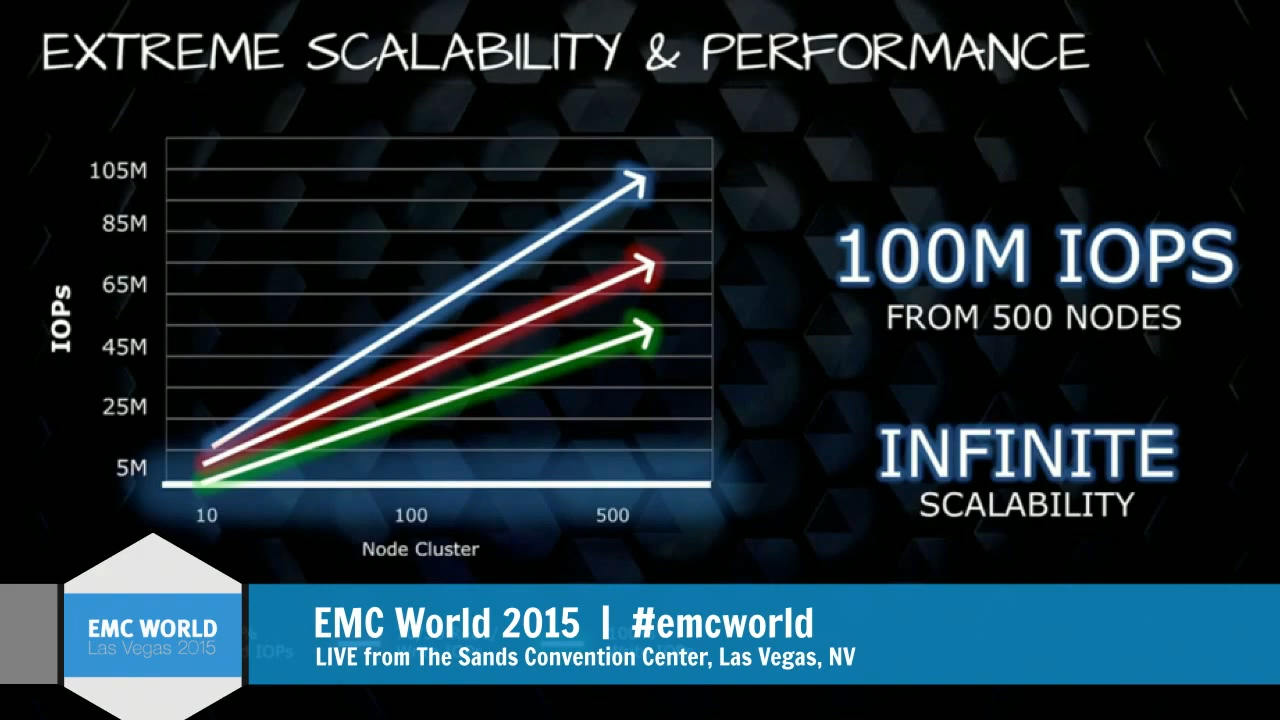 EXTREME SCALABILITY & PERFORMANCE
105M
85M
65M
45M
25M
5M
IOPs
10 100 500
Node Cluster
100M IOPS
FROM 500 NODES
INFINITE
SCALABILITY
EMC WORLD
Las Vegas 2015
EMC World 2015 | #emcworld
LIVE from The Sands Convention Center, Las Vegas, NV